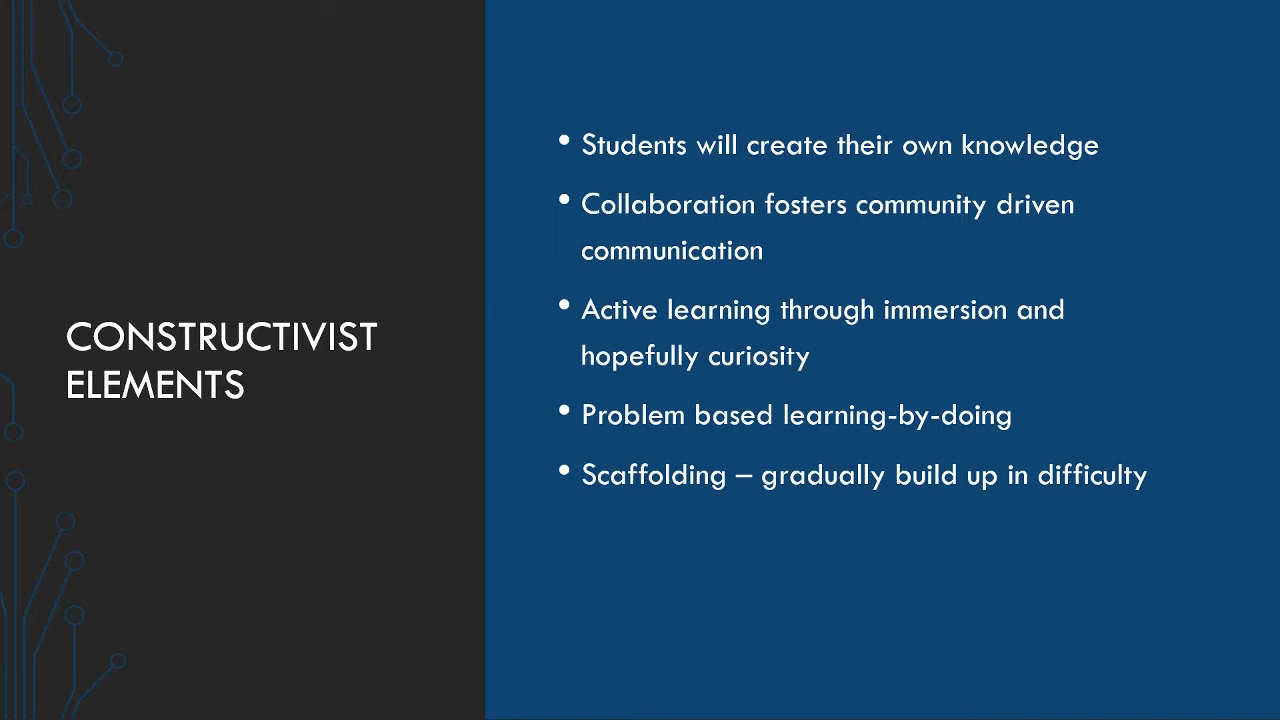 CONSTRUCTIVIST
ELEMENTS
• Students will create their own knowledge
• Collaboration fosters community driven
communication
• Active learning through immersion and
hopefully curiosity
• Problem based learning-by-doing
• Scaffolding – gradually build up in difficulty